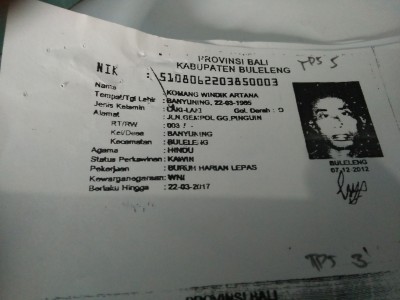 PROVINSI BALI
KABUPATEN BULELENG
TPS 5
NIK : 5108062203850003
Nama : KOMANG WINDIK ARTANA
Tempat/Tgl Lahir : BANYUNING, 22-03-1985
Jenis Kelamin : LAKI-LAKI Gol. Darah : O
Alamat : JLN.GEMPOL GG.PINGUIN
RT/RW : 003 / -
Kel/Desa : BANYUNING
Kecamatan : BULELENG
Agama : HINDU
Status Perkawinan : KAWIN
Pekerjaan : BURUH HARIAN LEPAS
Kewarganegaraan : WNI
Berlaku Hingga : 22-03-2017
BULELENG
07-12-2012
TPS 3
PROVINSI BALI